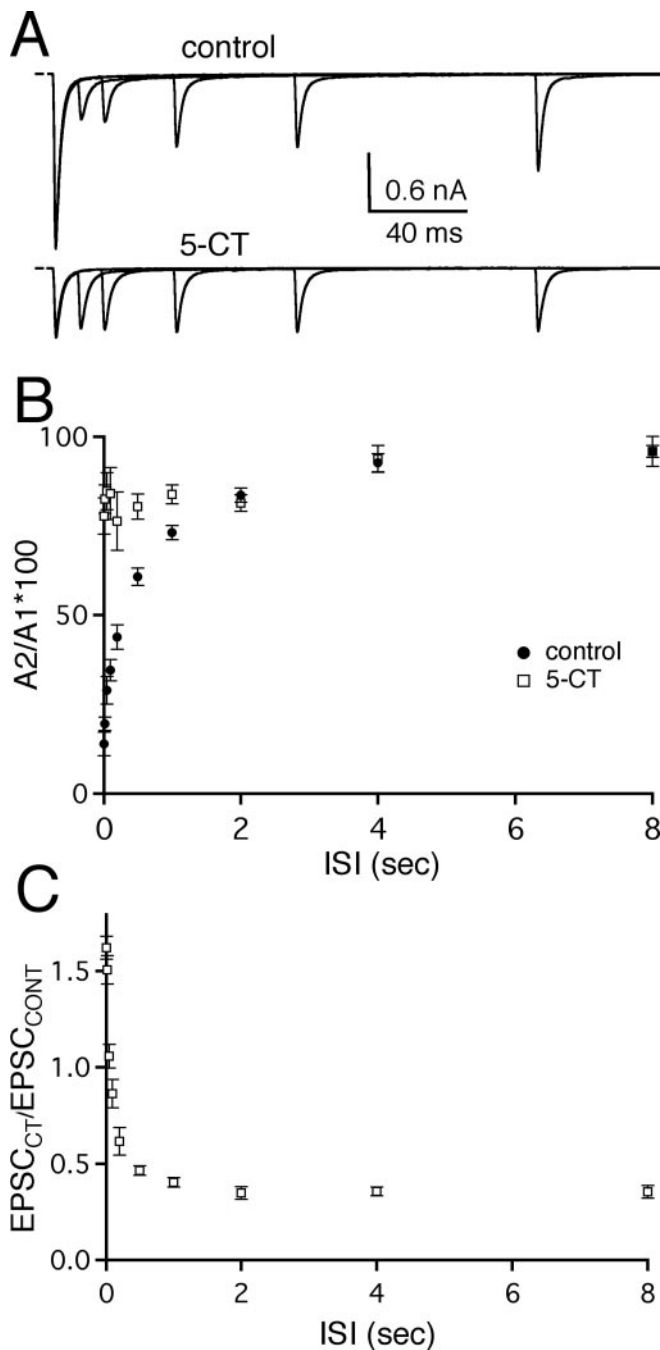 A
control
0.6 nA
40 ms
5-CT
B
100
50
0
A2/A1*100
control
5-CT
0 2 4 6 8
ISI (sec)
C
1.5
1.0
0.5
0.0
EPSC_CT/EPSC_CONT
0 2 4 6 8
ISI (sec)